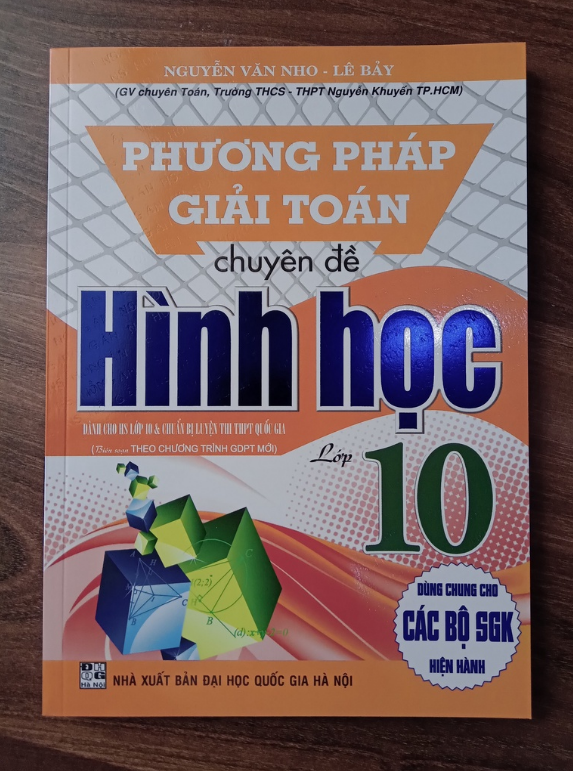 NGUYỄN VĂN NHO - LÊ BẢY
(GV chuyên Toán, Trường THCS - THPT Nguyễn Khuyến TP.HCM)
PHƯƠNG PHÁP
GIẢI TOÁN
chuyên đề
Hình học
DÀNH CHO HS LỚP 10 & CHUẨN BỊ LUYỆN THI THPT QUỐC GIA
(Biên soạn THEO CHƯƠNG TRÌNH GDPT MỚI)
Lớp
10
DÙNG CHUNG CHO
CÁC BỘ SGK
HIỆN HÀNH
Hà Nội
NHÀ XUẤT BẢN ĐẠI HỌC QUỐC GIA HÀ NỘI